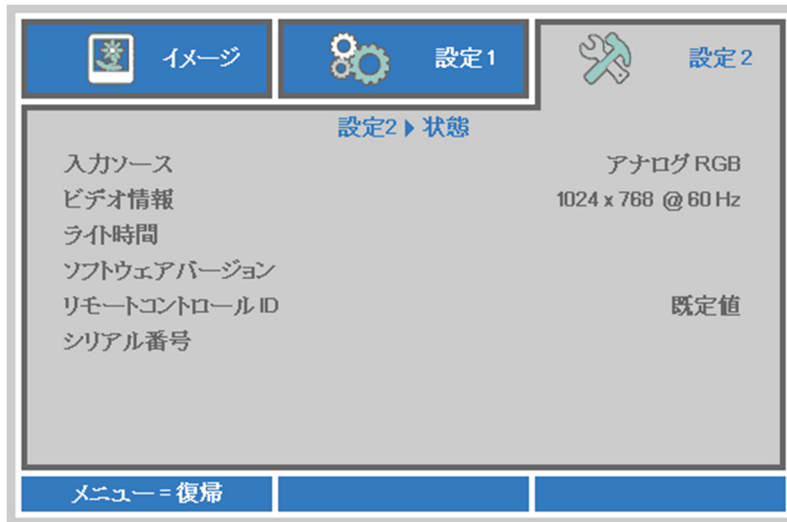 イメージ
設定1
設定2
設定2 ▶ 状態
入力ソース アナログ RGB
ビデオ情報 1024 x 768 @ 60 Hz
ライト時間
ソフトウェアバージョン
リモートコントロール ID 既定値
シリアル番号
メニュー = 復帰